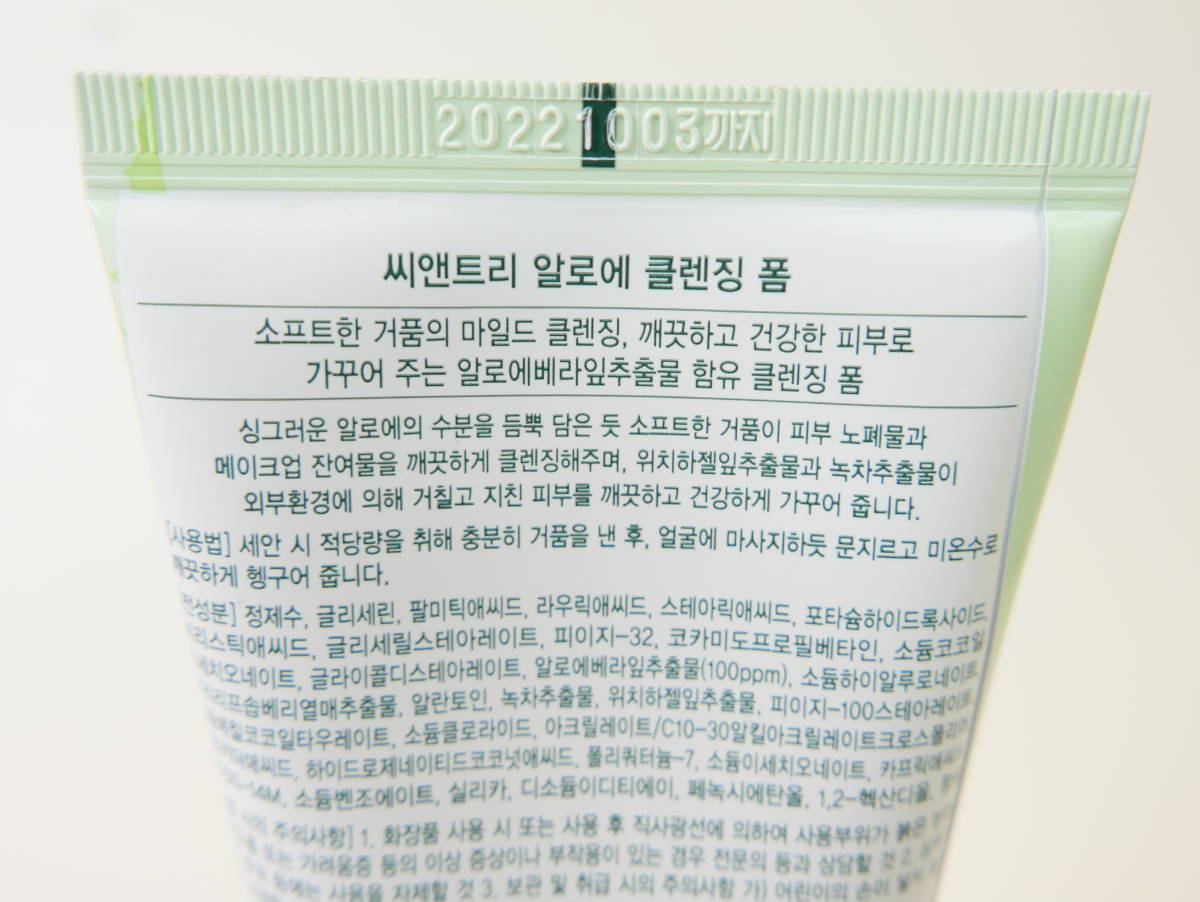 20221003까지
씨앤트리 알로에 클렌징 폼
소프트한 거품의 마일드 클렌징, 깨끗하고 건강한 피부로
가꾸어 주는 알로에베라잎추출물 함유 클렌징 폼
싱그러운 알로에의 수분을 듬뿍 담은 듯 소프트한 거품이 피부 노폐물과
메이크업 잔여물을 깨끗하게 클렌징해주며, 위치하젤잎추출물과 녹차추출물이
외부환경에 의해 거칠고 지친 피부를 깨끗하고 건강하게 가꾸어 줍니다.
[사용법] 세안 시 적당량을 취해 충분히 거품을 낸 후, 얼굴에 마사지하듯 문지르고 미온수로
깨끗하게 헹구어 줍니다.
[전성분] 정제수, 글리세린, 팔미틱애씨드, 라우릭애씨드, 스테아릭애씨드, 포타슘하이드록사이드,
미리스틱애씨드, 글리세릴스테아레이트, 피이지-32, 코카미도프로필베타인, 소듐코코일
이세치오네이트, 글라이콜디스테아레이트, 알로에베라잎추출물(100ppm), 소듐하이알루로네이트,
알란토인, 녹차추출물, 위치하젤잎추출물, 피이지-100스테아레이트,
소듐클로라이드, 아크릴레이트/C10-30알킬아크릴레이트크로스폴리머
하이드로제네이티드코코넛애씨드, 폴리쿼터늄-7, 소듐이세치오네이트, 카프릭애씨드
소듐벤조에이트, 실리카, 디소듐이디티에이, 페녹시에탄올, 1,2-헥산디올,
주의사항] 1. 화장품 사용 시 또는 사용 후 직사광선에 의하여 사용부위가 붉은
또는 가려움증 등의 이상 증상이나 부작용이 있는 경우 전문의 등과 상담할 것 2.
등에는 사용을 자제할 것 3. 보관 및 취급 시의 주의사항 가) 어린이의 손이